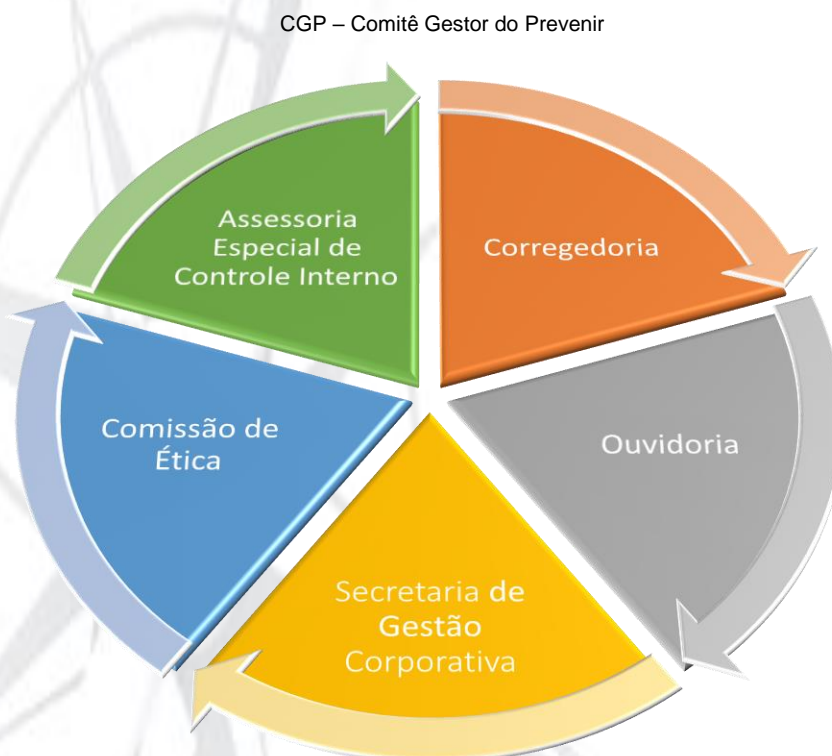 CGP – Comitê Gestor do Prevenir
Assessoria
Especial de
Controle Interno
Corregedoria
Ouvidoria
Secretaria de
Gestão
Corporativa
Comissão de
Ética